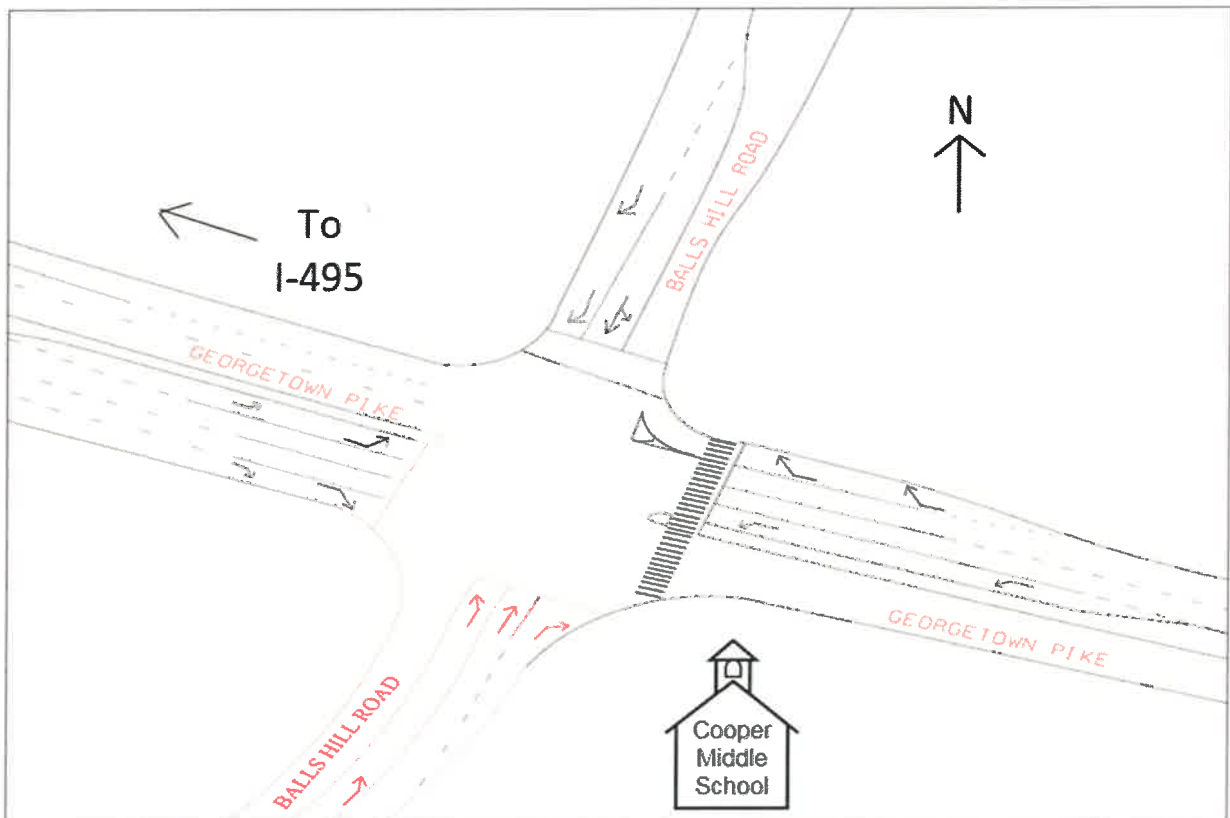 N
BALLS HILL ROAD
To
I-495
GEORGETOWN PIKE
GEORGETOWN PIKE
BALLS HILL ROAD
Cooper
Middle
School